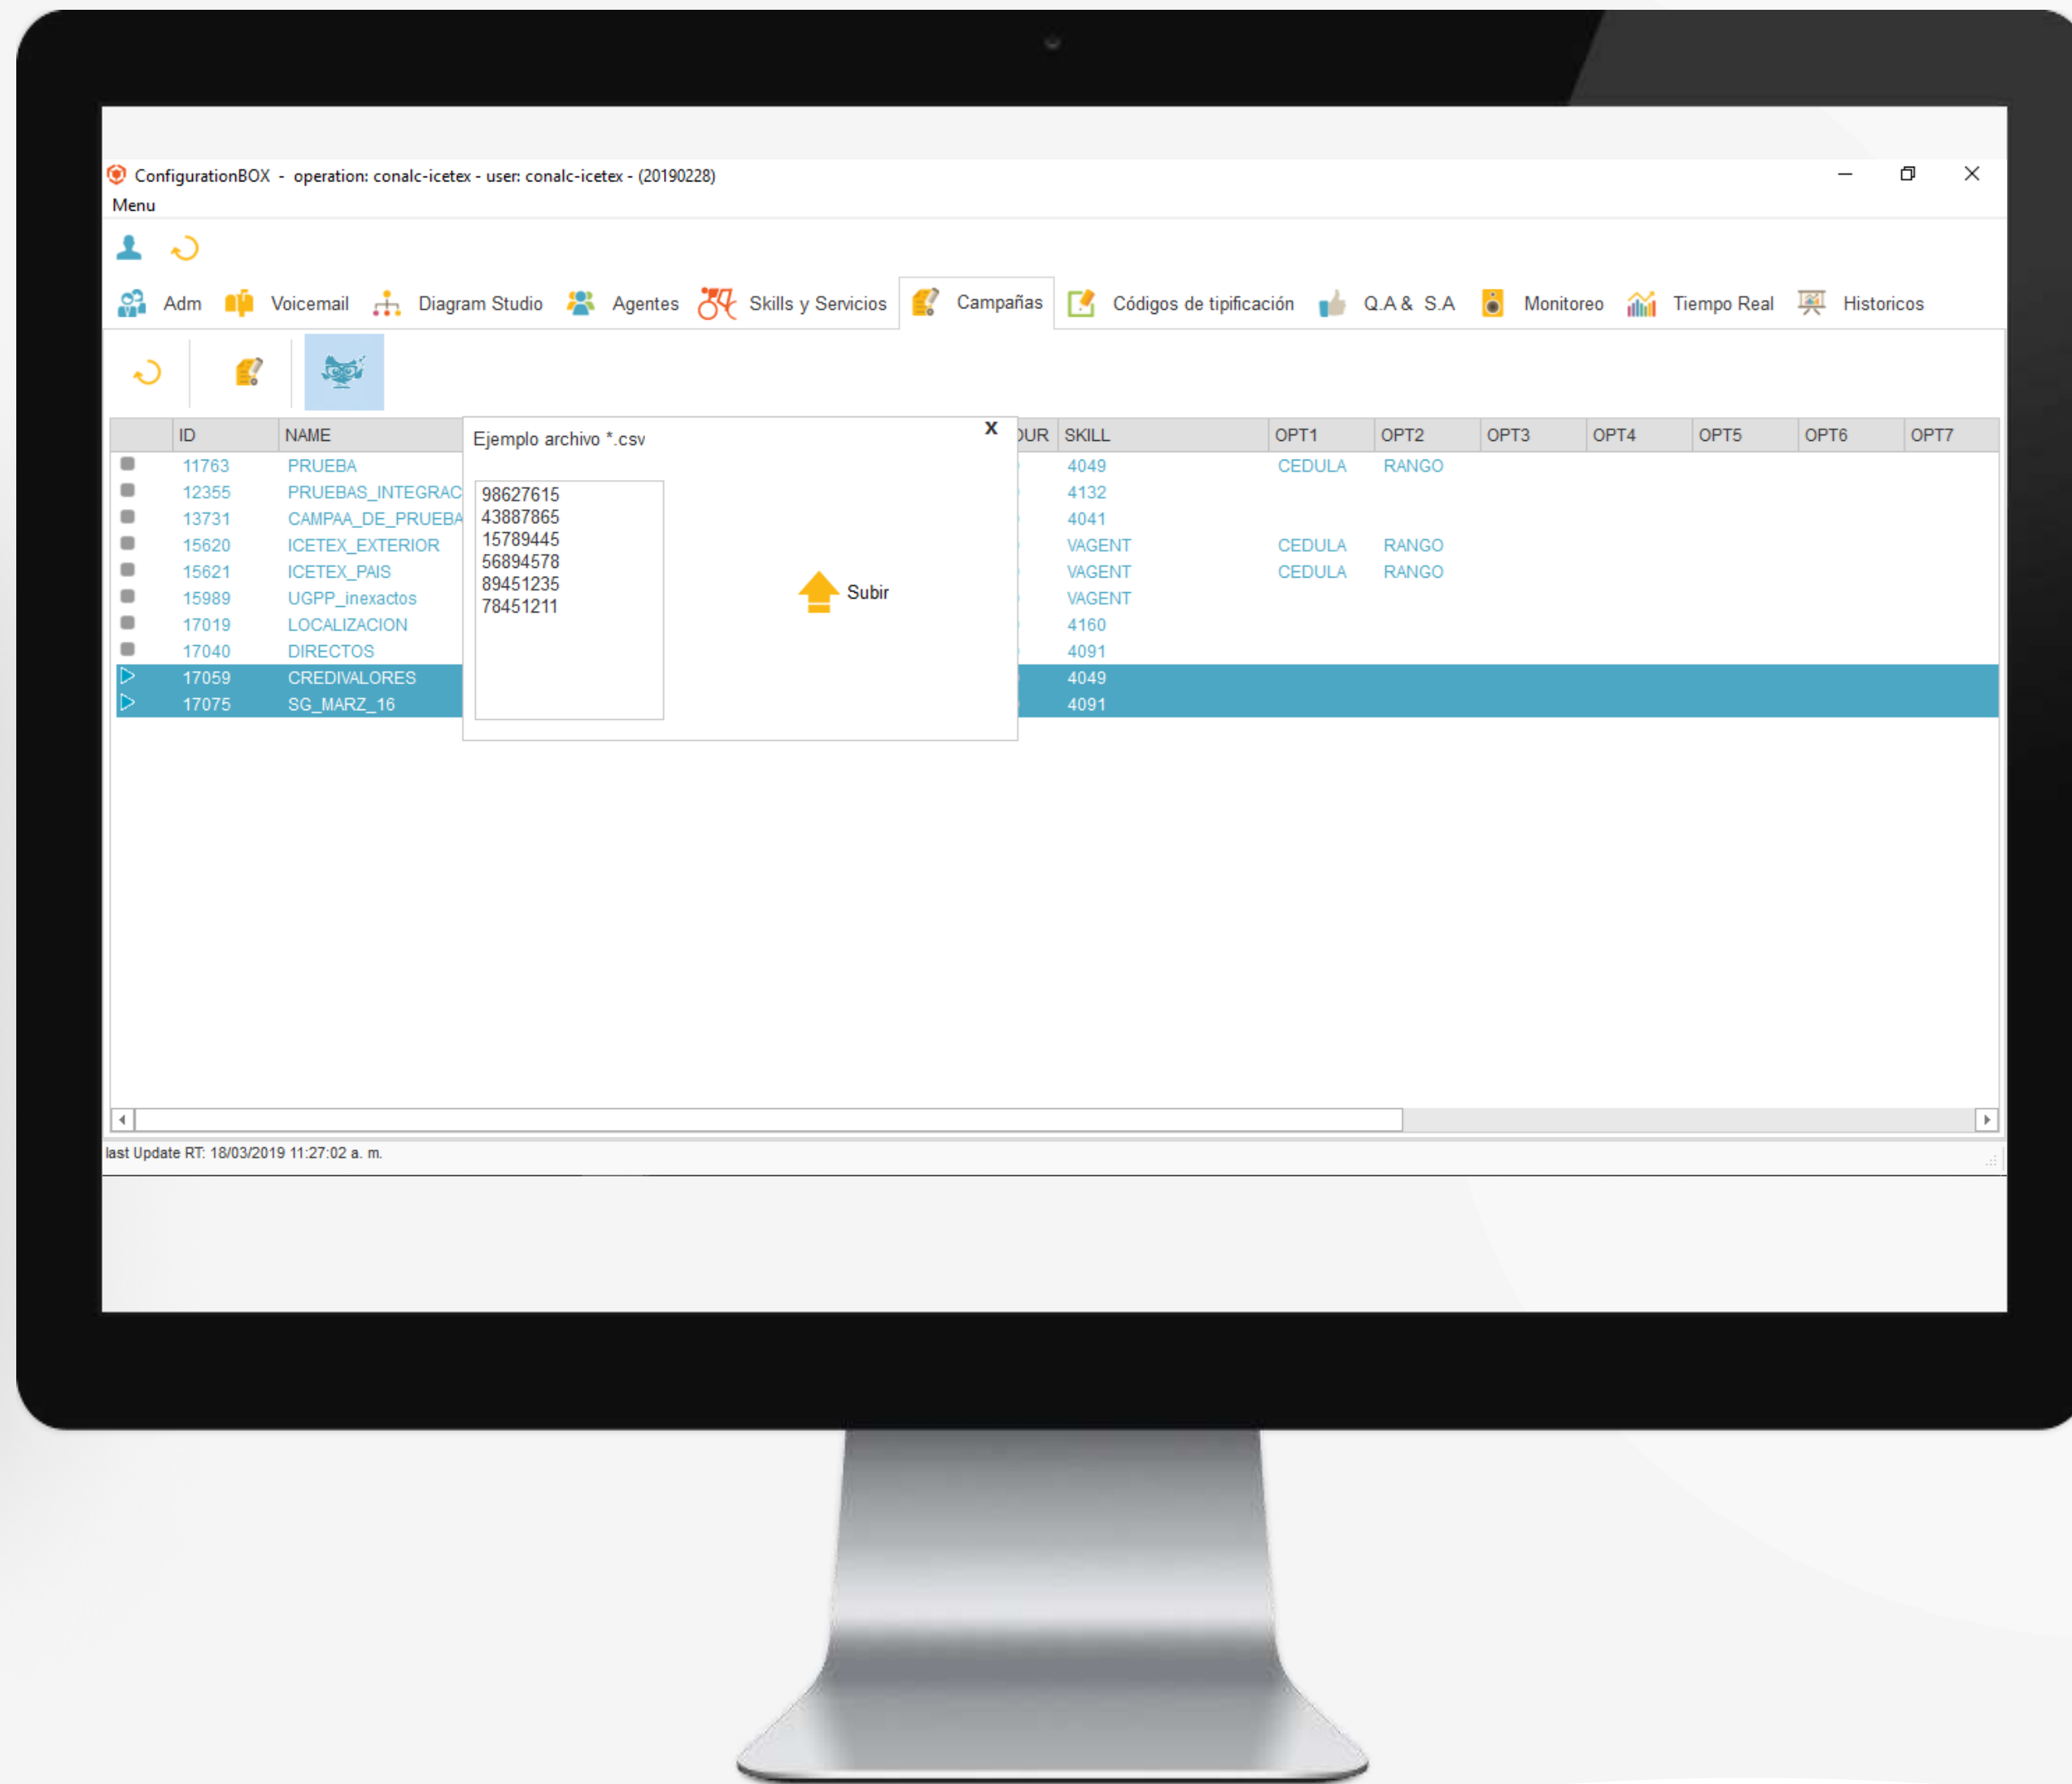 ConfigurationBOX - operation: conalc-icetex - user: conalc-icetex - (20190228)
Menu
Adm Voicemail Diagram Studio Agentes Skills y Servicios Campañas Códigos de tipificación Q.A & S.A Monitoreo Tiempo Real Historicos
ID NAME SKILL OPT1 OPT2 OPT3 OPT4 OPT5 OPT6 OPT7
11763 PRUEBA 4049 CEDULA RANGO
12355 PRUEBAS_INTEGRAC 4132
13731 CAMPAA_DE_PRUEBA 4041
15620 ICETEX_EXTERIOR VAGENT CEDULA RANGO
15621 ICETEX_PAIS VAGENT CEDULA RANGO
15989 UGPP_inexactos VAGENT
17019 LOCALIZACION 4160
17040 DIRECTOS 4091
17059 CREDIVALORES 4049
17075 SG_MARZ_16 4091
Ejemplo archivo *.csv X
98627615
43887865
15789445
56894578
89451235
78451211
Subir
last Update RT: 18/03/2019 11:27:02 a. m.